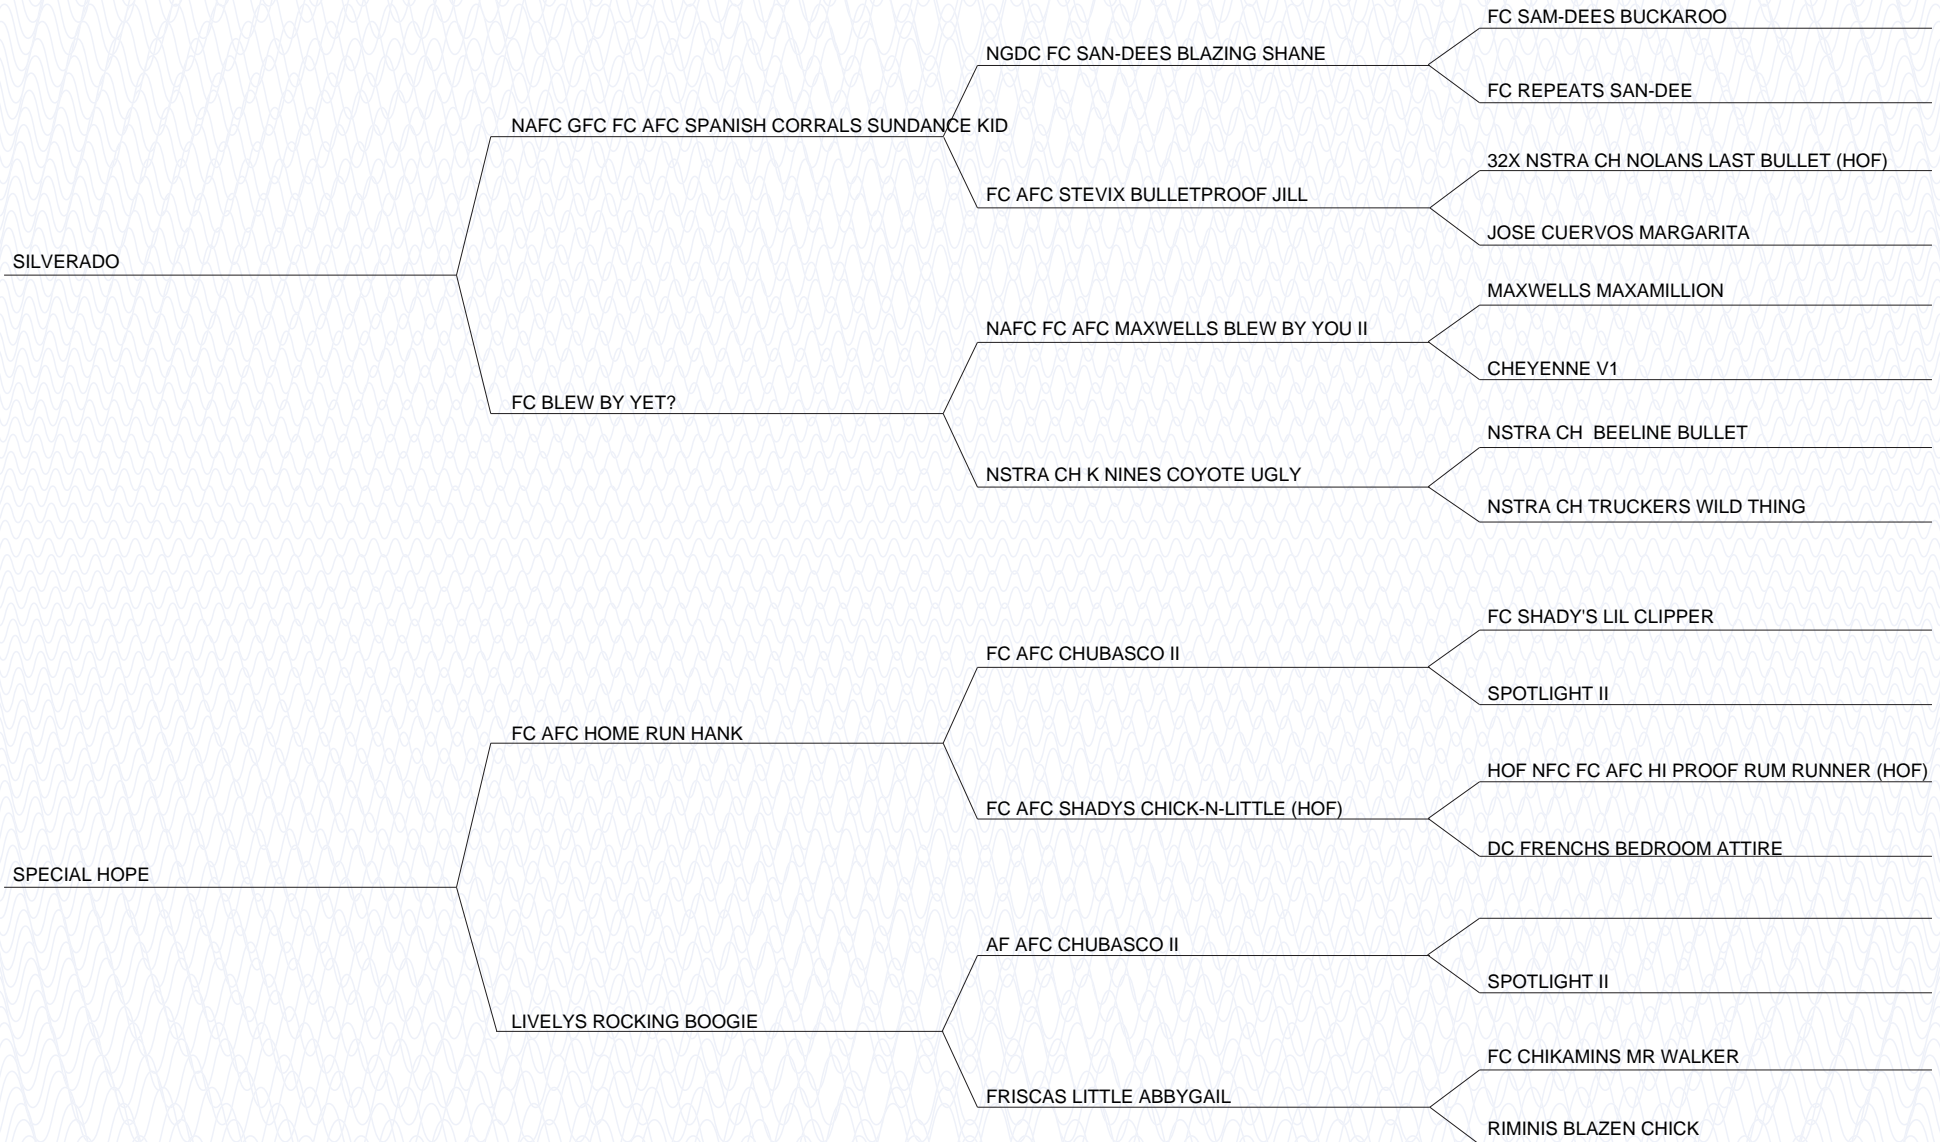 FC SAM-DEES BUCKAROO
NGDC FC SAN-DEES BLAZING SHANE
FC REPEATS SAN-DEE
NAFC GFC FC AFC SPANISH CORRALS SUNDANCE KID
32X NSTRA CH NOLANS LAST BULLET (HOF)
FC AFC STEVIX BULLETPROOF JILL
JOSE CUERVOS MARGARITA
SILVERADO
MAXWELLS MAXAMILLION
NAFC FC AFC MAXWELLS BLEW BY YOU II
CHEYENNE V1
FC BLEW BY YET?
NSTRA CH  BEELINE BULLET
NSTRA CH K NINES COYOTE UGLY
NSTRA CH TRUCKERS WILD THING
FC SHADY'S LIL CLIPPER
FC AFC CHUBASCO II
SPOTLIGHT II
FC AFC HOME RUN HANK
HOF NFC FC AFC HI PROOF RUM RUNNER (HOF)
FC AFC SHADYS CHICK-N-LITTLE (HOF)
DC FRENCHS BEDROOM ATTIRE
SPECIAL HOPE
AF AFC CHUBASCO II
SPOTLIGHT II
LIVELYS ROCKING BOOGIE
FC CHIKAMINS MR WALKER
FRISCAS LITTLE ABBYGAIL
RIMINIS BLAZEN CHICK